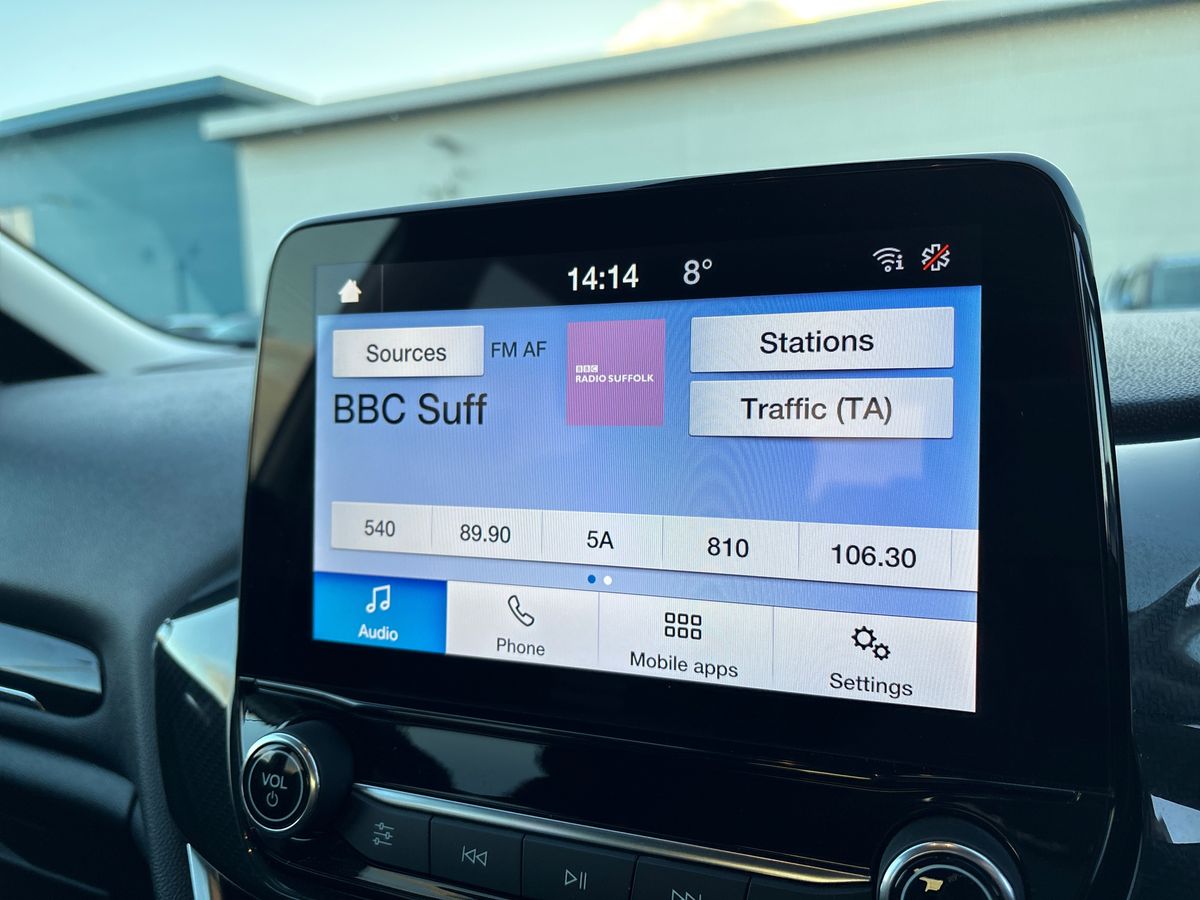 14:14 8°
Sources FM AF
BBC
RADIO SUFFOLK
Stations
BBC Suff
Traffic (TA)
540 89.90 5A 810 106.30
Audio Phone Mobile apps Settings
VOL